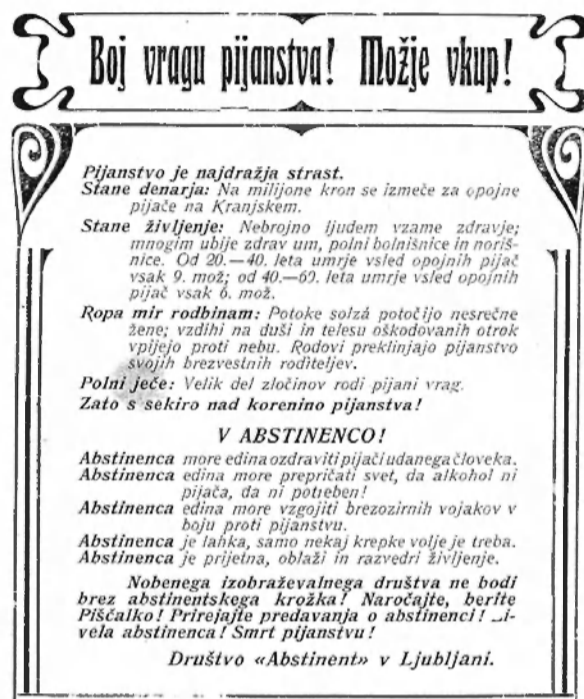 Boj vragu pijanstva! Možje vkup!
Pijanstvo je najdražja strast.
Stane denarja: Na milijone kron se izmeče za opojne
pijače na Kranjskem.
Stane življenje: Nebrojno ljudem vzame zdravje;
mnogim ubije zdrav um, polni bolnišnice in noriš-
nice. Od 20.—40. leta umrje vsled opojnih pijač
vsak 9. mož; od 40.—60. leta umrje vsled opojnih
pijač vsak 6. mož.
Ropa mir rodbinam: Potoke solzá potočijo nesrečne
žene; vzdihi na duši in telesu oškodovanih otrok
vpijejo proti nebu. Rodovi preklinjajo pijanstvo
svojih brezvestnih roditeljev.
Polni ječe: Velik del zločinov rodi pijani vrag.
Zato s sekiro nad korenino pijanstva!
V ABSTINENCO!
Abstinenca more edina ozdraviti pijači udanega človeka.
Abstinenca edina more prepričati svet, da alkohol ni
pijača, da ni potreben!
Abstinenca edina more vzgojiti brezozirnih vojakov v
boju proti pijanstvu.
Abstinenca je lahka, samo nekaj krepke volje je treba.
Abstinenca je prijetna, oblaži in razvedri življenje.
Nobenega izobraževalnega društva ne bodi
brez abstinentskega krožka! Naročajte, berite
Piščalko! Prirejajte predavanja o abstinenci!
vela abstinenca! Smrt pijanstvu!
Društvo «Abstinent» v Ljubljani.